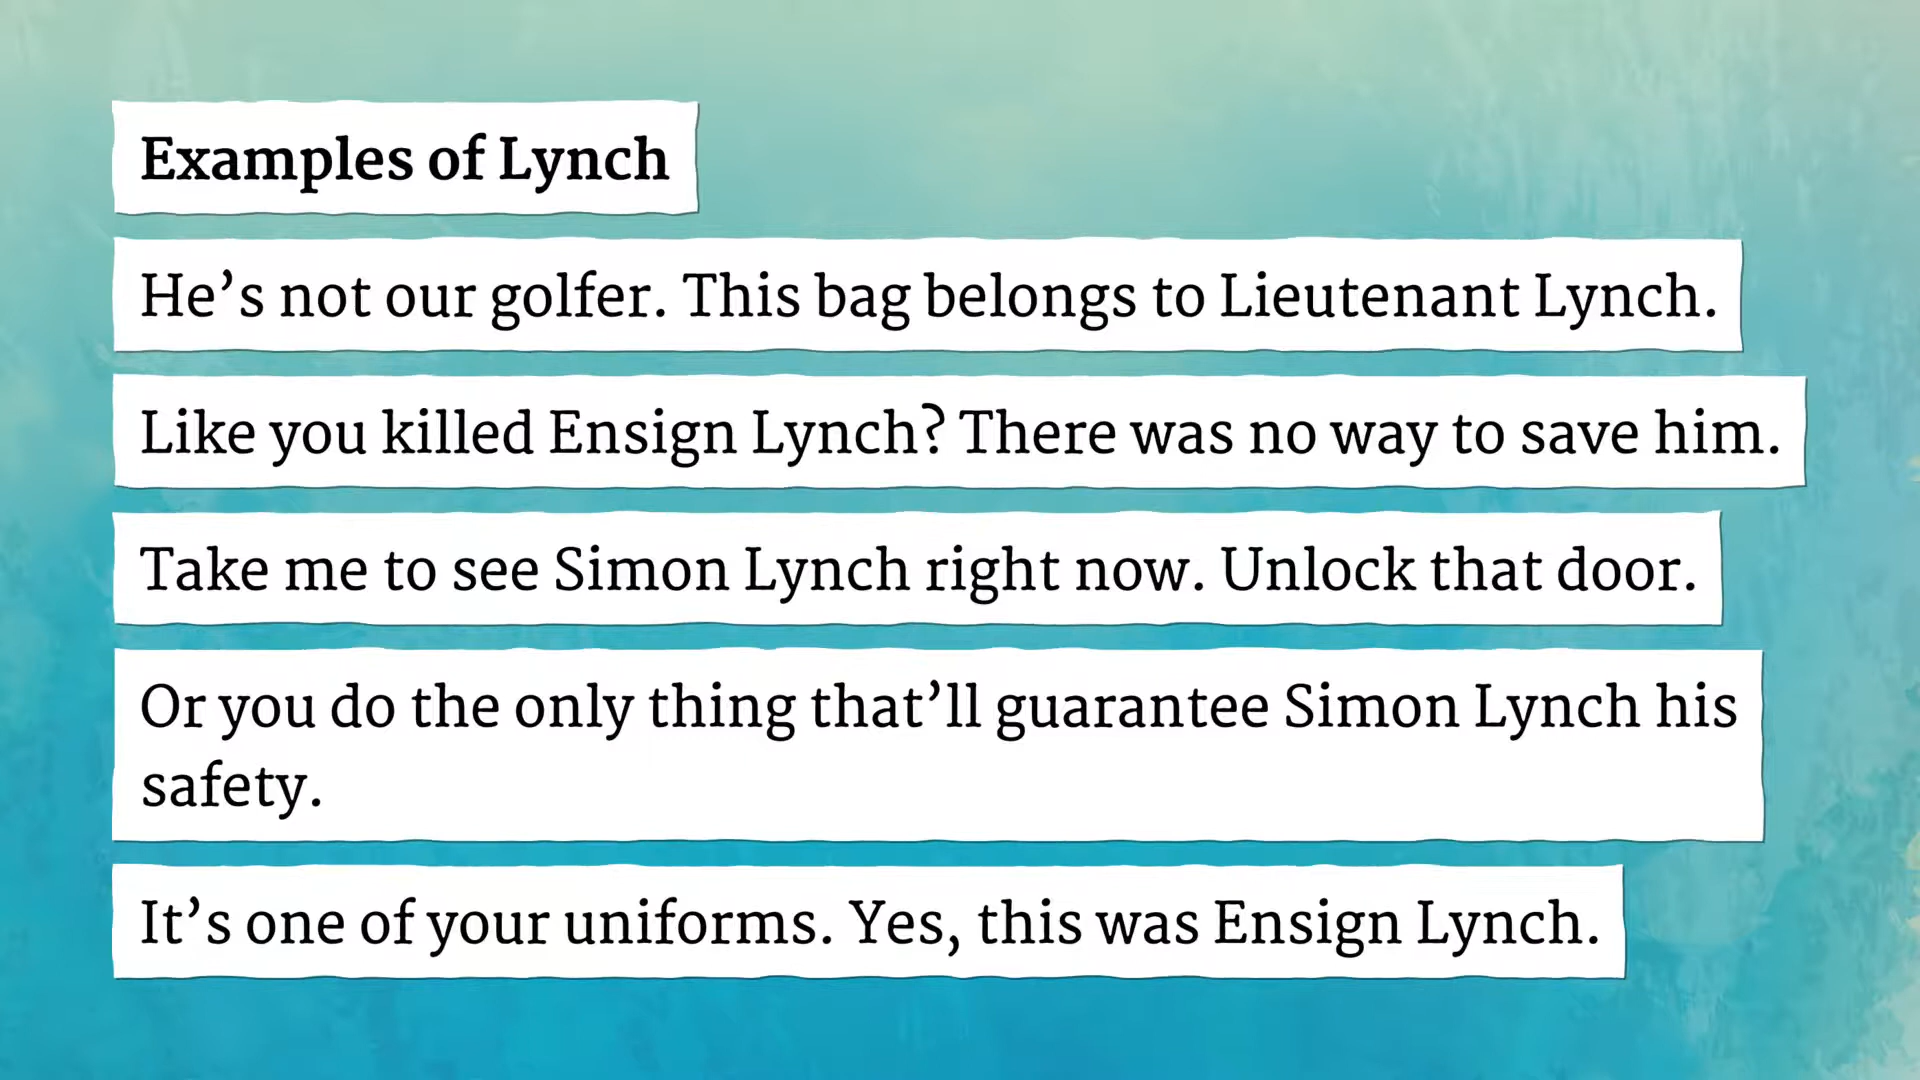 Examples of Lynch
He’s not our golfer. This bag belongs to Lieutenant Lynch.
Like you killed Ensign Lynch? There was no way to save him.
Take me to see Simon Lynch right now. Unlock that door.
Or you do the only thing that’ll guarantee Simon Lynch his
safety.
It’s one of your uniforms. Yes, this was Ensign Lynch.